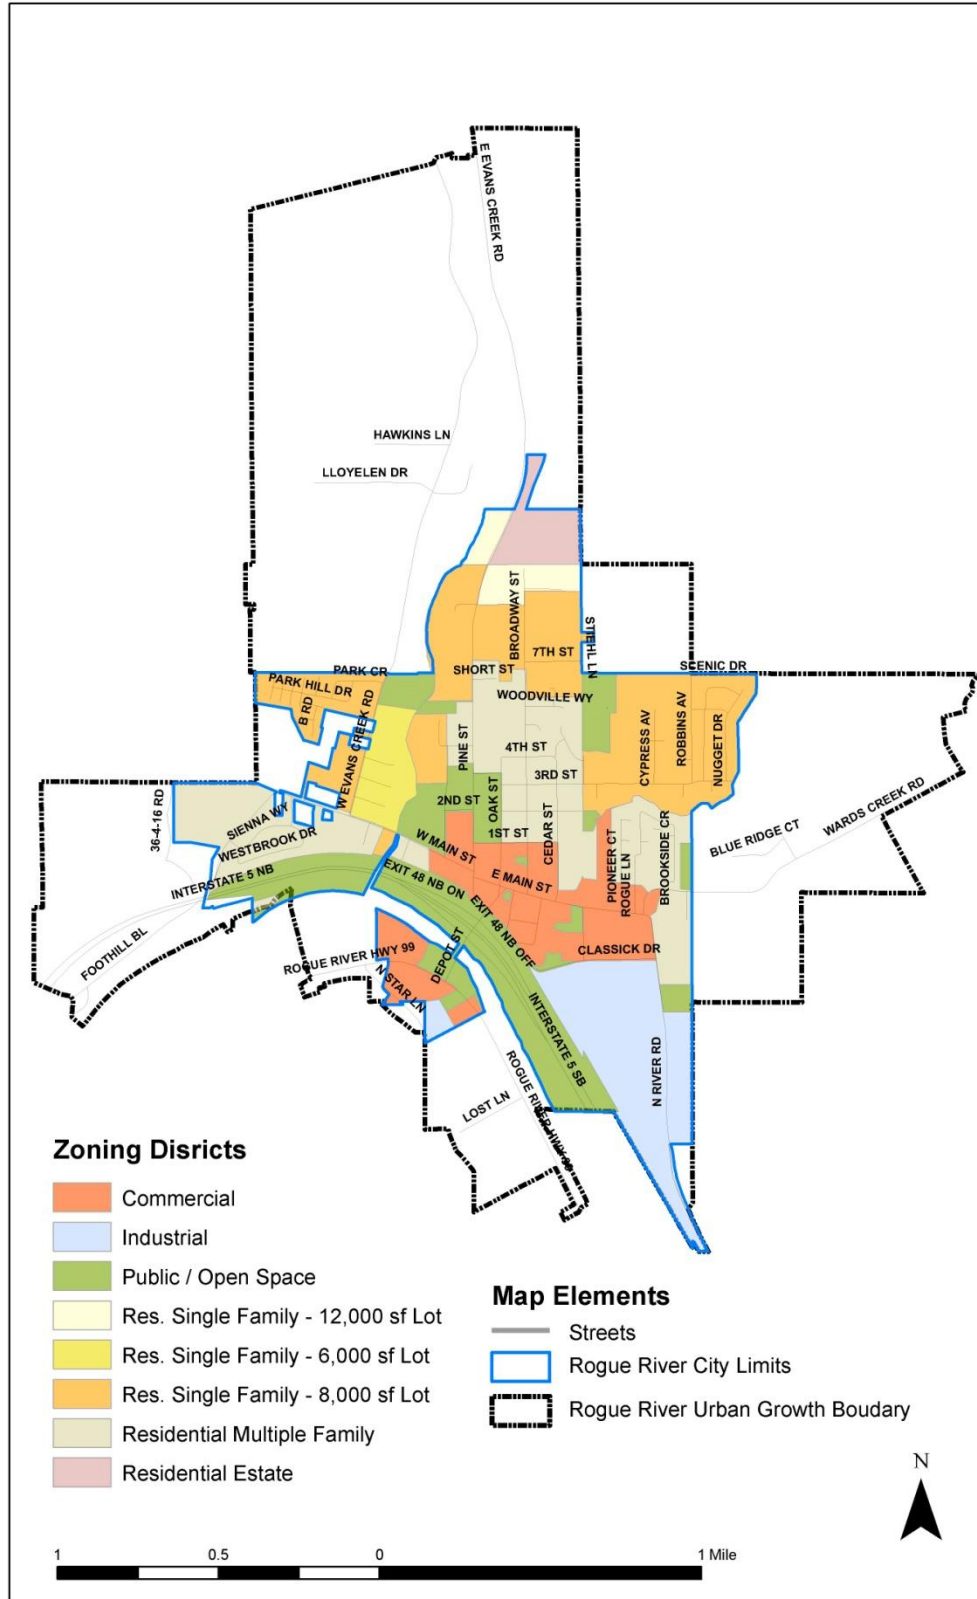 E EVANS CREEK RD
HAWKINS LN
LLOYELEN DR
BROADWAY ST
STIEHL LN
7TH ST
SHORT ST
PARK CR
SCENIC DR
PARK HILL DR
WOODVILLE WY
B RD
W EVANS CREEK RD
PINE ST
4TH ST
3RD ST
CYPRESS AV
ROBBINS AV
NUGGET DR
36-4-16 RD
SIENNA WY
WESTBROOK DR
2ND ST
OAK ST
1ST ST
CEDAR ST
W MAIN ST
E MAIN ST
PIONEER CT
ROGUE LN
BROOKSIDE CR
BLUE RIDGE CT
WARDS CREEK RD
INTERSTATE 5 NB
EXIT 48 NB ON
EXIT 48 NB OFF
FOOTHILL BL
ROGUE RIVER HWY 99
DEPOT ST
N STAR LN
CLASSICK DR
INTERSTATE 5 SB
N RIVER RD
ROGUE RIVER HWY 99
LOST LN
Zoning Disricts
Commercial
Industrial
Public / Open Space
Res. Single Family - 12,000 sf Lot
Res. Single Family - 6,000 sf Lot
Res. Single Family - 8,000 sf Lot
Residential Multiple Family
Residential Estate
Map Elements
Streets
Rogue River City Limits
Rogue River Urban Growth Boudary
N
1 0.5 0 1 Mile